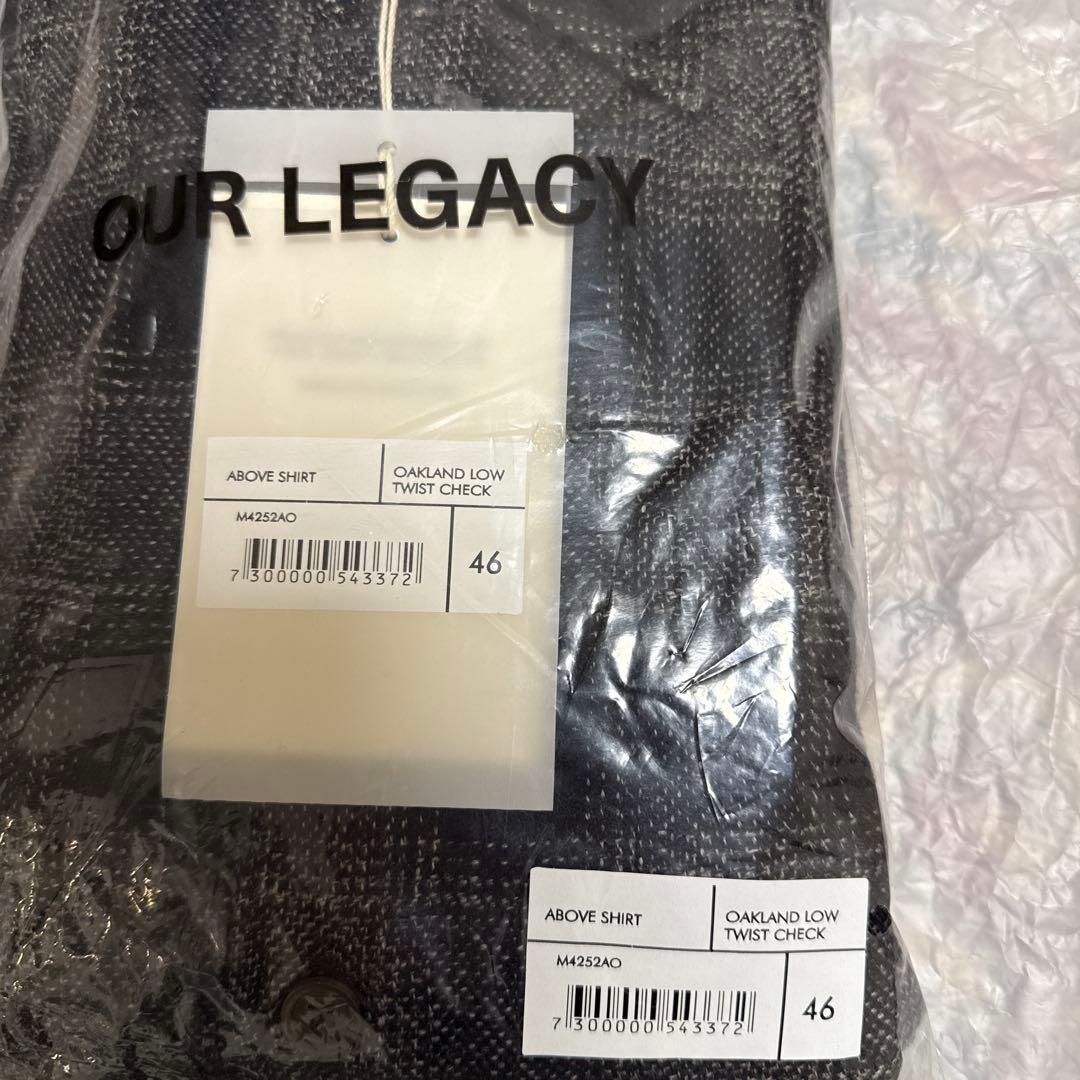 OUR LEGACY
ABOVE SHIRT
OAKLAND LOW
TWIST CHECK
M4252AO
7 300000 543372
46
ABOVE SHIRT
OAKLAND LOW
TWIST CHECK
M4252AO
7 300000 543372
46